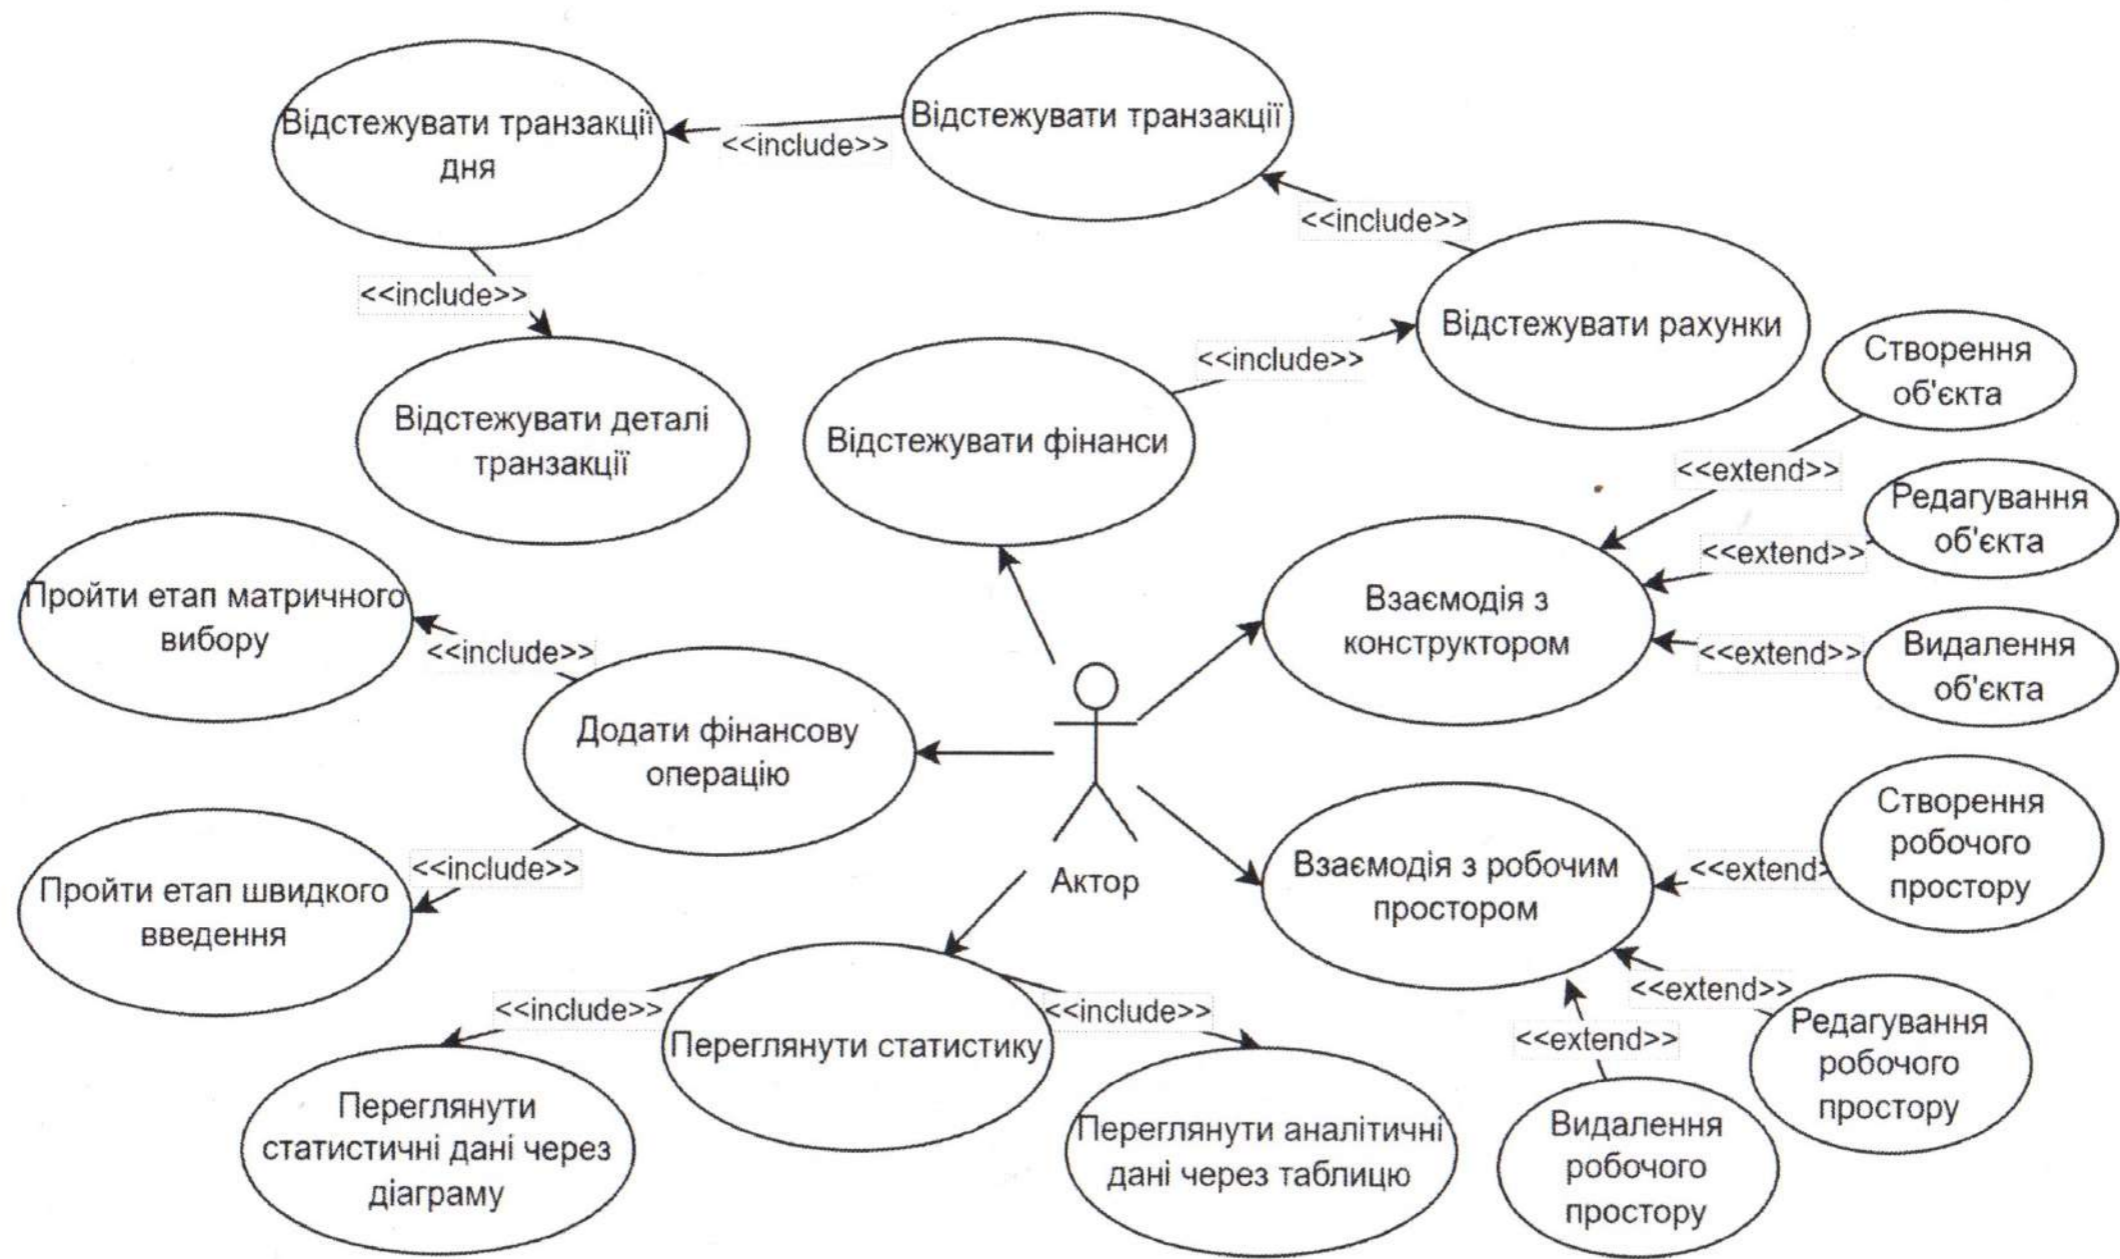 Відстежувати транзакції
дня
<<include>>
Відстежувати транзакції
<<include>>
Відстежувати рахунки
<<include>>
Відстежувати деталі
транзакції
Відстежувати фінанси
<<include>>
Створення
об'єкта
<<extend>>
Редагування
об'єкта
<<extend>>
Видалення
об'єкта
<<extend>>
Взаємодія з
конструктором
Пройти етап матричного
вибору
<<include>>
Додати фінансову
операцію
<<include>>
Пройти етап швидкого
введення
Актор
Взаємодія з робочим
простором
<<extend>
Створення
робочого
простору
<<extend>>
Редагування
робочого
простору
<<extend>>
Видалення
робочого
простору
<<include>>
Переглянути статистику
<<include>>
Переглянути
статистичні дані через
діаграму
Переглянути аналітичні
дані через таблицю